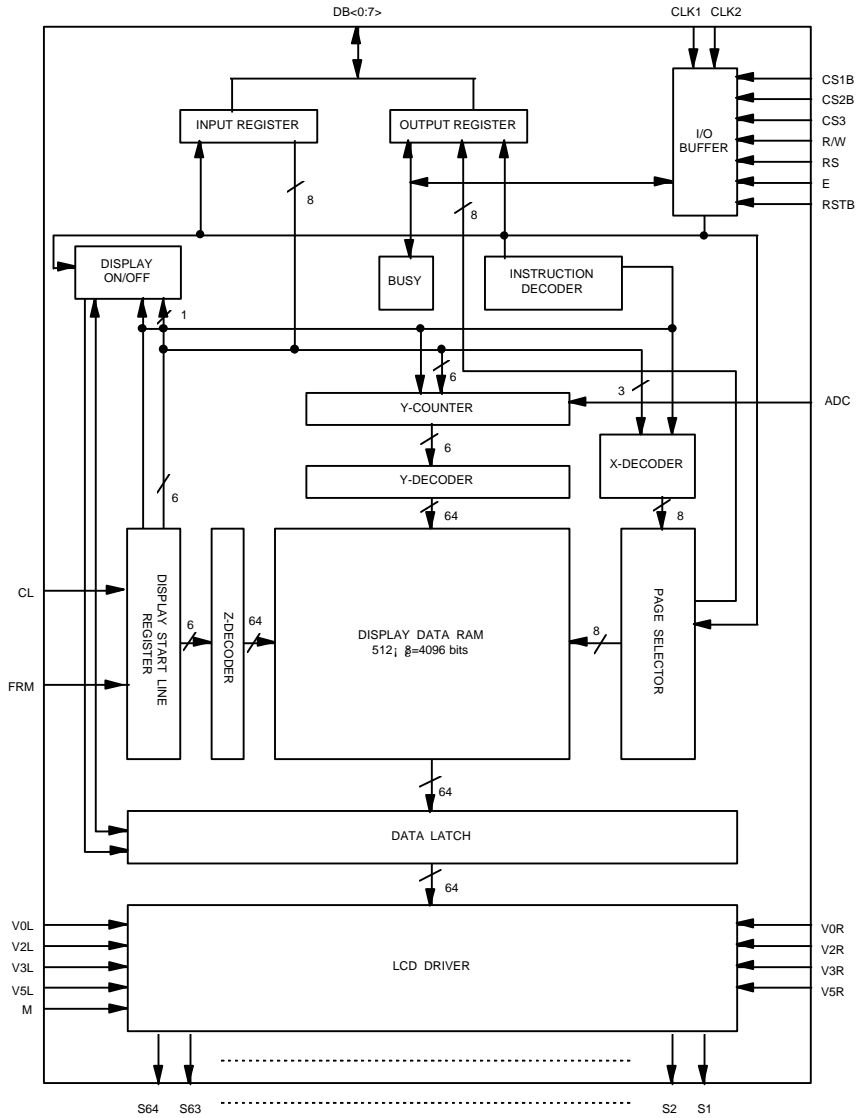 DB<0:7>
CLK1 CLK2
CS1B
CS2B
CS3
R/W
RS
E
RSTB
I/O
BUFFER
INPUT REGISTER
OUTPUT REGISTER
8
8
DISPLAY
ON/OFF
BUSY
INSTRUCTION
DECODER
1
6
3
ADC
Y-COUNTER
6
X-DECODER
Y-DECODER
6
64
8
CL
FRM
DISPLAY START LINE
REGISTER
6
Z-DECODER
64
DISPLAY DATA RAM
512¡ =4096 bits
8
PAGE SELECTOR
64
DATA LATCH
64
V0L
V2L
V3L
V5L
M
LCD DRIVER
V0R
V2R
V3R
V5R
S64 S63
S2 S1